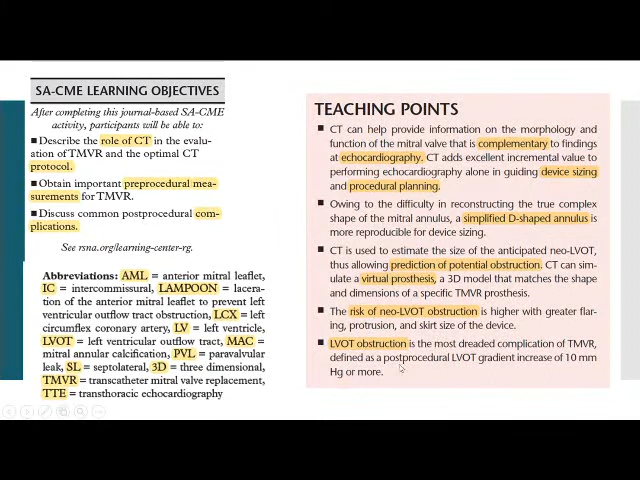 SA-CME LEARNING OBJECTIVES
After completing this journal-based SA-CME
activity, participants will be able to:
■ Describe the role of CT in the evalu-
ation of TMVR and the optimal CT
protocol.
■ Obtain important preprocedural mea-
surements for TMVR.
■ Discuss common postprocedural com-
plications.
See rsna.org/learning-center-rg.
Abbreviations: AML = anterior mitral leaflet,
IC = intercommissural, LAMPOON = lacera-
tion of the anterior mitral leaflet to prevent left
ventricular outflow tract obstruction, LCX = left
circumflex coronary artery, LV = left ventricle,
LVOT = left ventricular outflow tract, MAC =
mitral annular calcification, PVL = paravalvular
leak, SL = septolateral, 3D = three dimensional,
TMVR = transcatheter mitral valve replacement,
TTE = transthoracic echocardiography
TEACHING POINTS
■ CT can help provide information on the morphology and
function of the mitral valve that is complementary to findings
at echocardiography. CT adds excellent incremental value to
performing echocardiography alone in guiding device sizing
and procedural planning.
■ Owing to the difficulty in reconstructing the true complex
shape of the mitral annulus, a simplified D-shaped annulus is
more reproducible for device sizing.
■ CT is used to estimate the size of the anticipated neo-LVOT,
thus allowing prediction of potential obstruction. CT can sim-
ulate a virtual prosthesis, a 3D model that matches the shape
and dimensions of a specific TMVR prosthesis.
■ The risk of neo-LVOT obstruction is higher with greater flar-
ing, protrusion, and skirt size of the device.
■ LVOT obstruction is the most dreaded complication of TMVR,
defined as a postprocedural LVOT gradient increase of 10 mm
Hg or more.